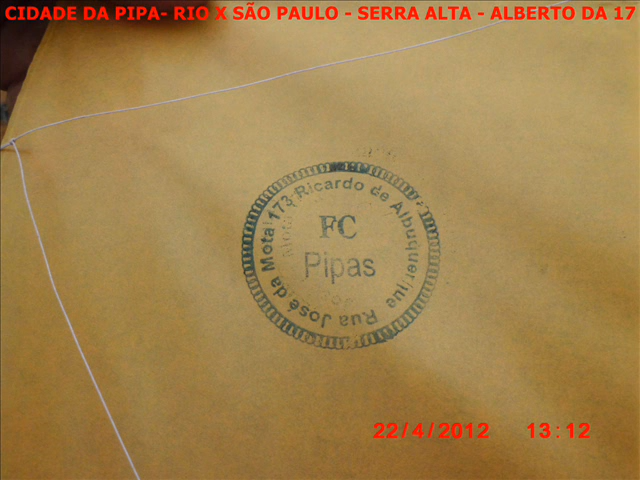 CIDADE DA PIPA- RIO X SÃO PAULO - SERRA ALTA - ALBERTO DA 17
Rua José da Mota 173 Ricardo de Albuquerque
FC
Pipas
22/4/2012 13:12